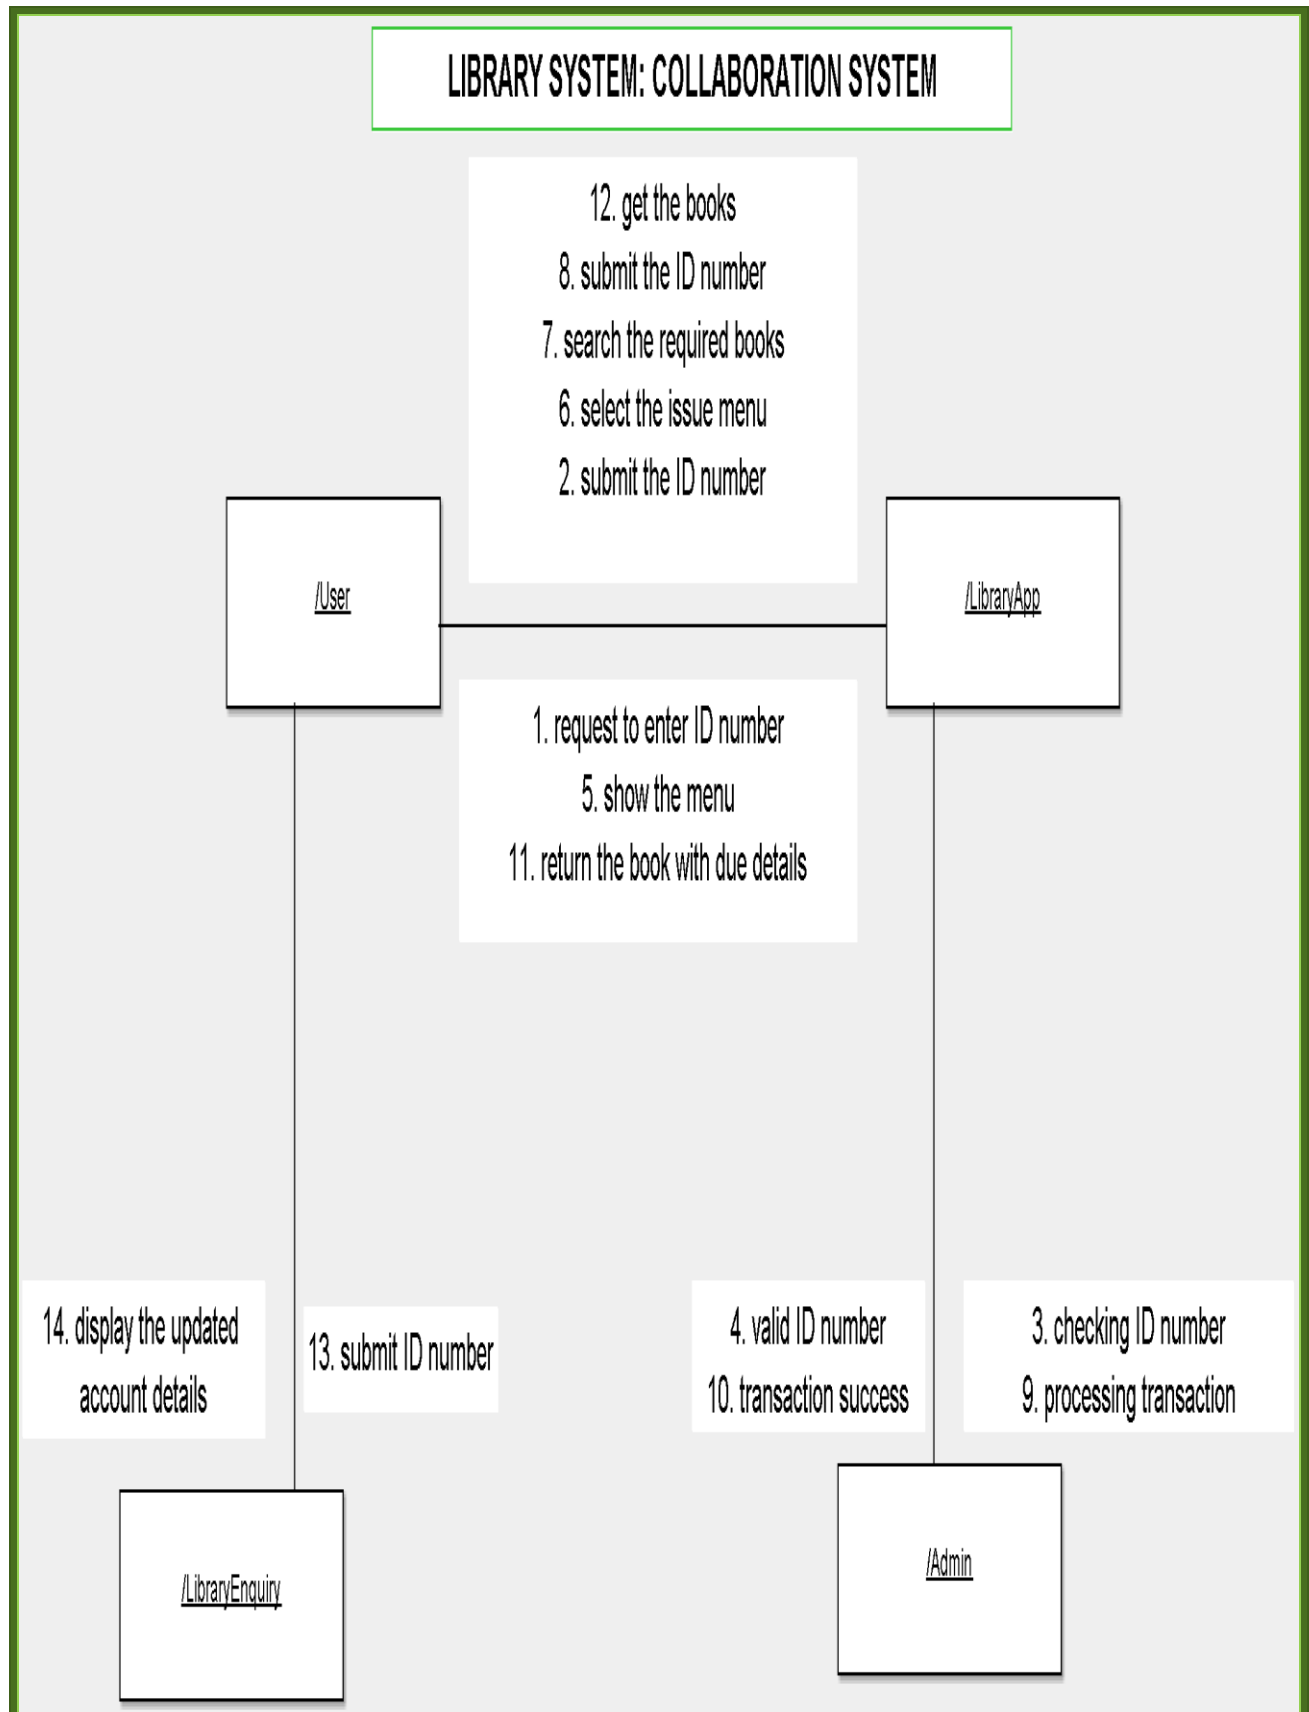 LIBRARY SYSTEM: COLLABORATION SYSTEM
12. get the books
8. submit the ID number
7. search the required books
6. select the issue menu
2. submit the ID number
/User
/LibraryApp
1. request to enter ID number
5. show the menu
11. return the book with due details
14. display the updated
account details
13. submit ID number
4. valid ID number
10. transaction success
3. checking ID number
9. processing transaction
/LibraryEnquiry
/Admin